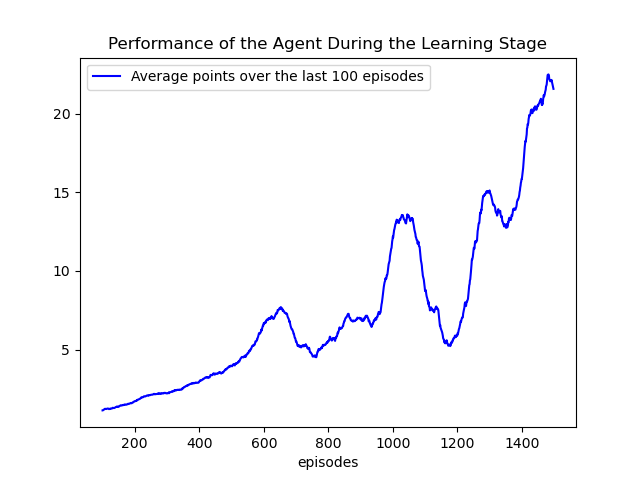 Performance of the Agent During the Learning Stage
Average points over the last 100 episodes
20
15
10
5
200 400 600 800 1000 1200 1400
episodes